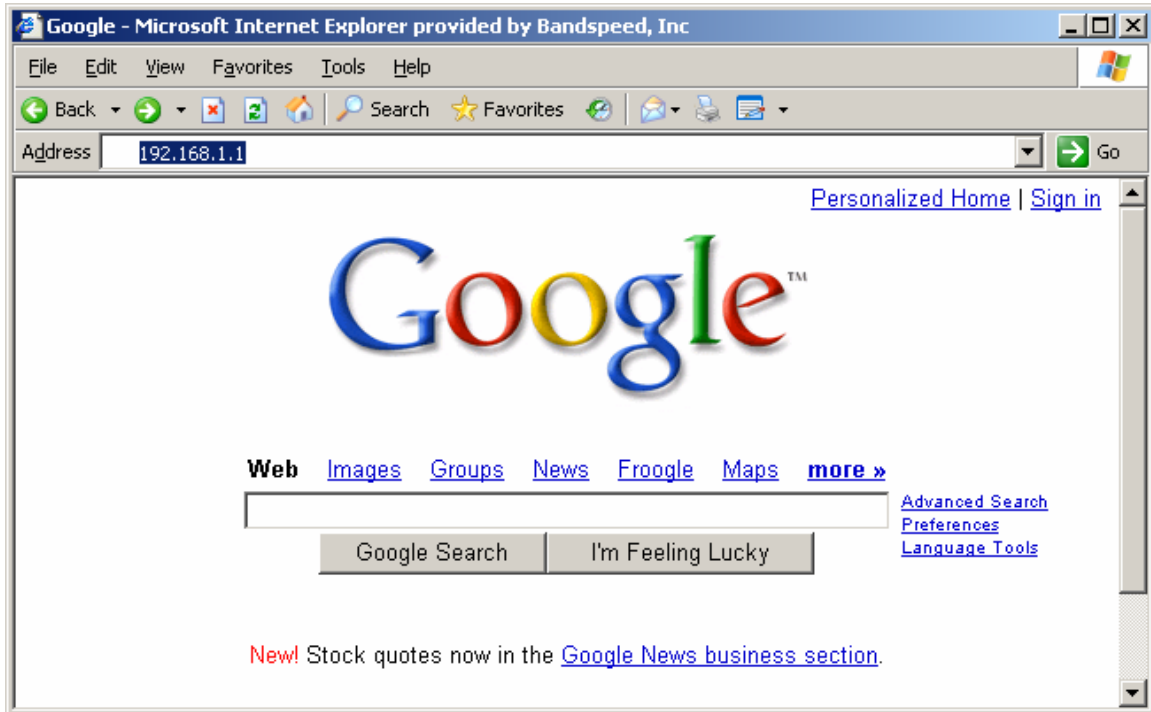 Google - Microsoft Internet Explorer provided by Bandspeed, Inc
File Edit View Favorites Tools Help
Back Search Favorites
Address 192.168.1.1 Go
Personalized Home | Sign in
Google™
Web Images Groups News Froogle Maps more »
Advanced Search
Preferences
Language Tools
Google Search I'm Feeling Lucky
New! Stock quotes now in the Google News business section.